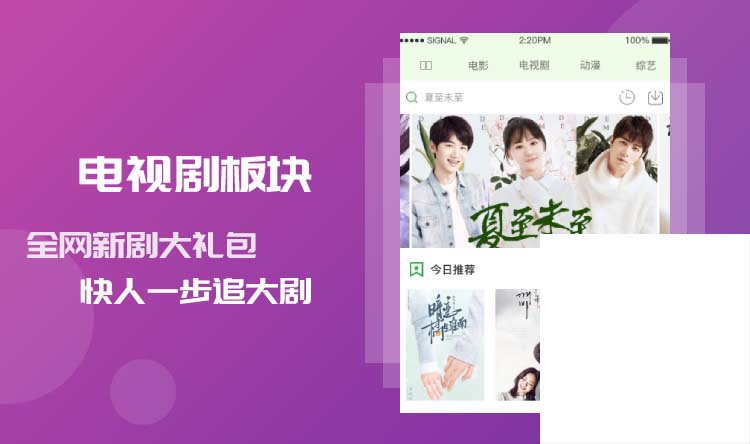 电视剧板块
全网新剧大礼包
快人一步追大剧
SIGNAL 2:20PM 100%
电影 电视剧 动漫 综艺
夏至未至
夏至未至
今日推荐